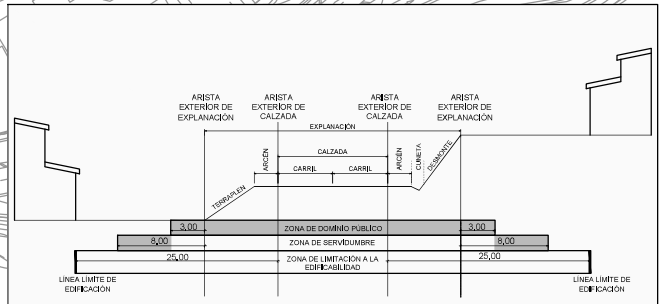 ARISTA
EXTERIOR DE
EXPLANACIÓN
ARISTA
EXTERIOR DE
CALZADA
ARISTA
EXTERIOR DE
CALZADA
ARISTA
EXTERIOR DE
EXPLANACIÓN
EXPLANACIÓN
CALZADA
ARCÉN
CARRIL
CARRIL
ARCÉN
CUNETA
DESMONTE
TERRAPLEN
3,00
ZONA DE DOMINIO PÚBLICO
3,00
8,00
ZONA DE SERVIDUMBRE
8,00
25,00
ZONA DE LIMITACIÓN A LA
EDIFICABILIDAD
25,00
LÍNEA LÍMITE DE
EDIFICACIÓN
LÍNEA LÍMITE DE
EDIFICACIÓN